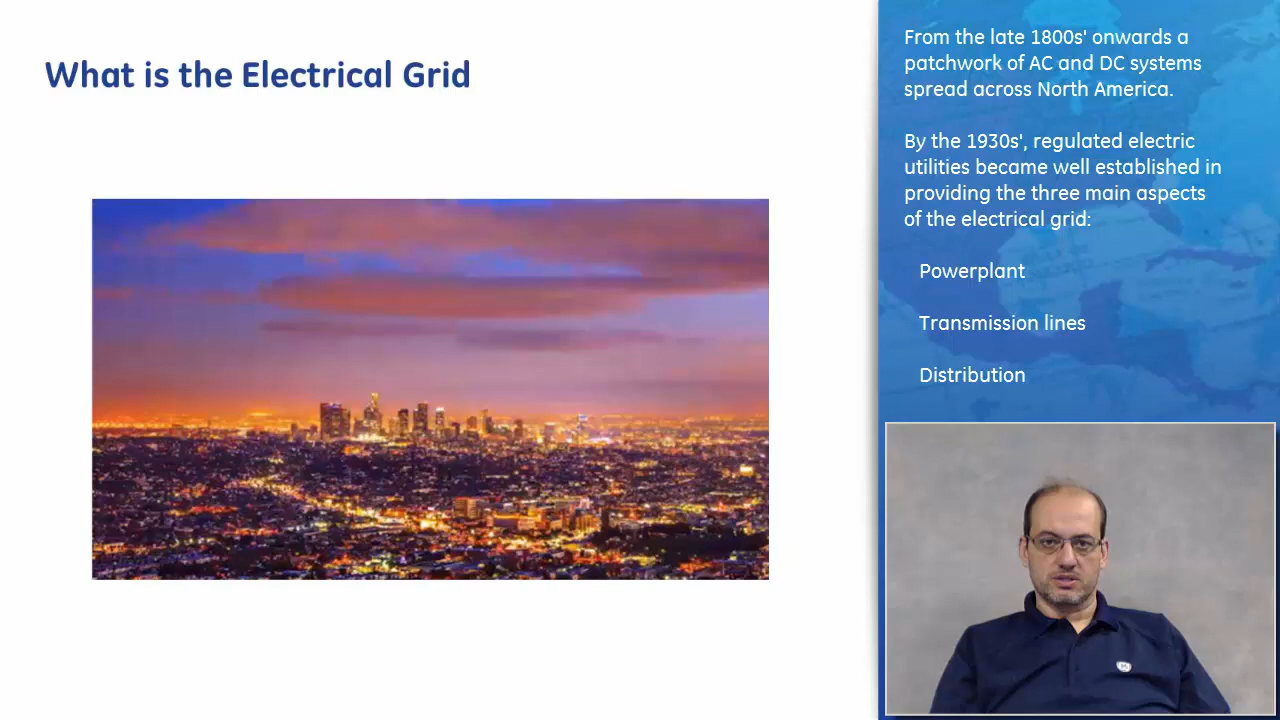 What is the Electrical Grid
From the late 1800s' onwards a
patchwork of AC and DC systems
spread across North America.
By the 1930s', regulated electric
utilities became well established in
providing the three main aspects
of the electrical grid:
Powerplant
Transmission lines
Distribution